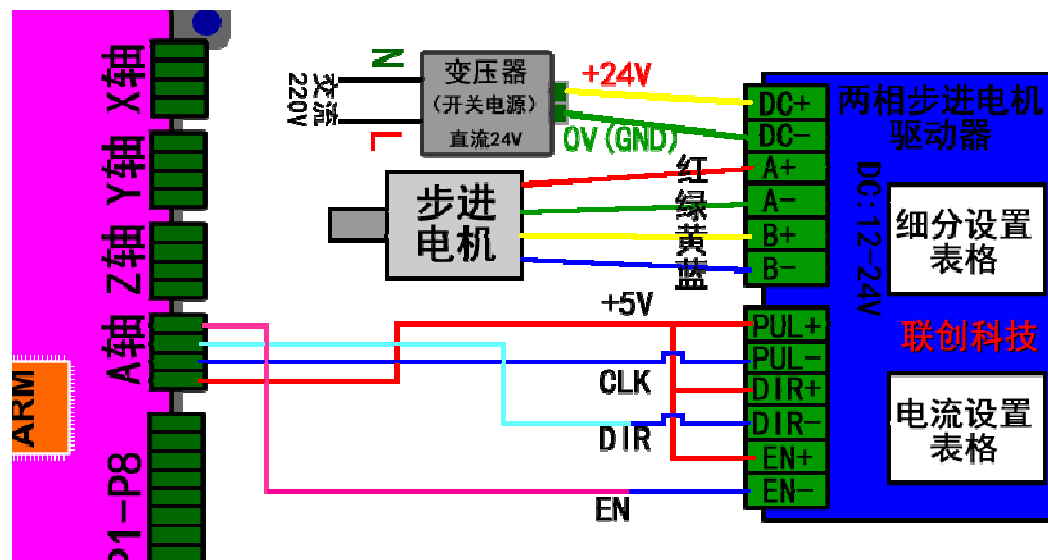 X轴
Y轴
Z轴
A轴
P1-P8
ARM
交流
220V
N
L
变压器
(开关电源)
直流24V
+24V
0V(GND)
步进
电机
红
绿
黄
蓝
+5V
CLK
DIR
EN
DC+
DC-
A+
A-
B+
B-
PUL+
PUL-
DIR+
DIR-
EN+
EN-
两相步进电机
驱动器
DC:12-24V
细分设置
表格
联创科技
电流设置
表格